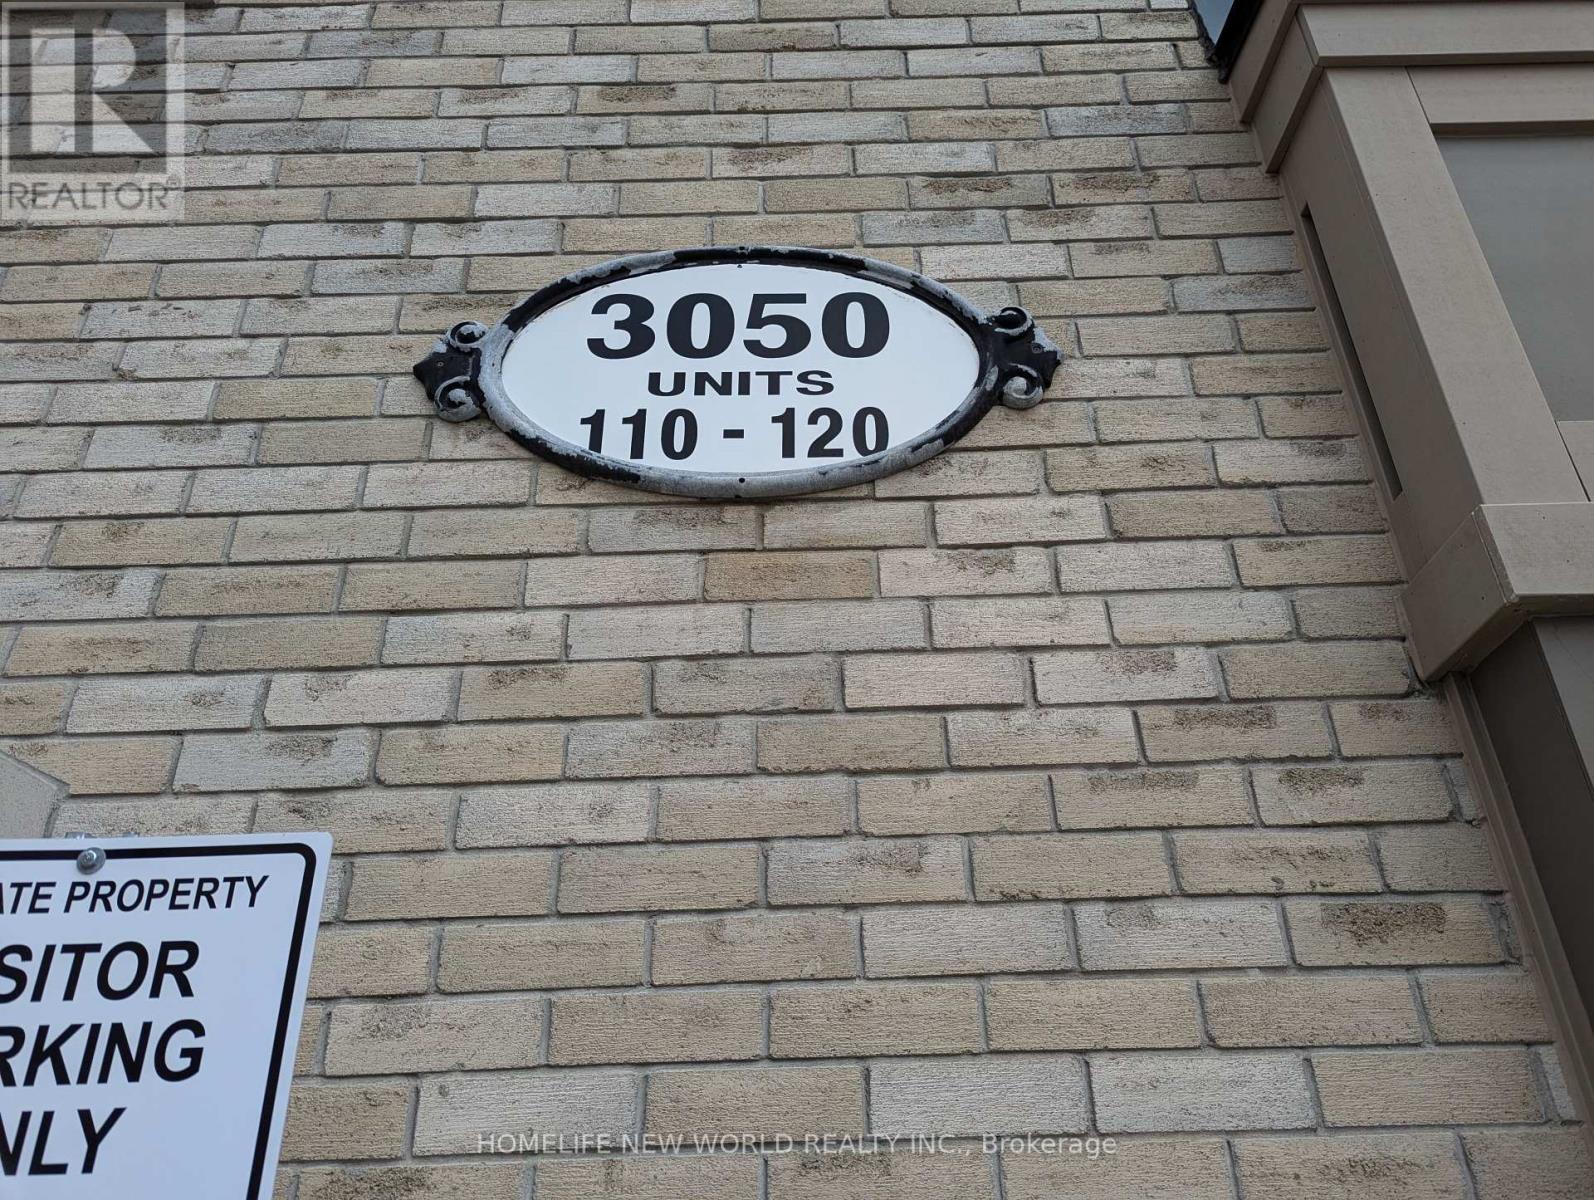 REALTOR®
3050
UNITS
110 - 120
ATE PROPERTY
SITOR
RKING
NLY
HOMELIFE NEW WORLD REALTY INC., Brokerage